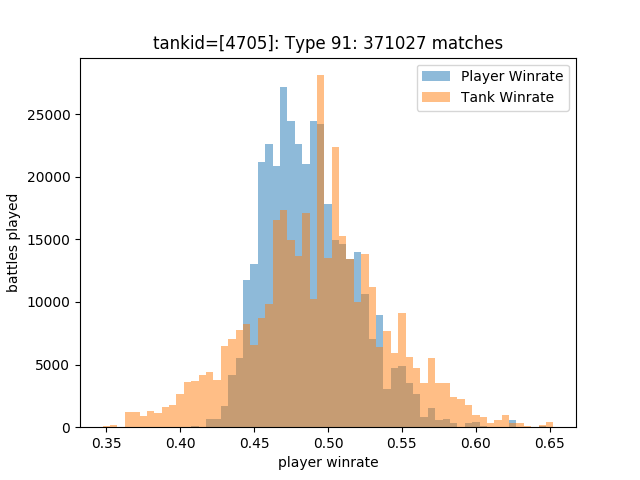 tankid=[4705]: Type 91: 371027 matches
Player Winrate
Tank Winrate
25000
20000
15000
10000
5000
0
battles played
0.35 0.40 0.45 0.50 0.55 0.60 0.65
player winrate